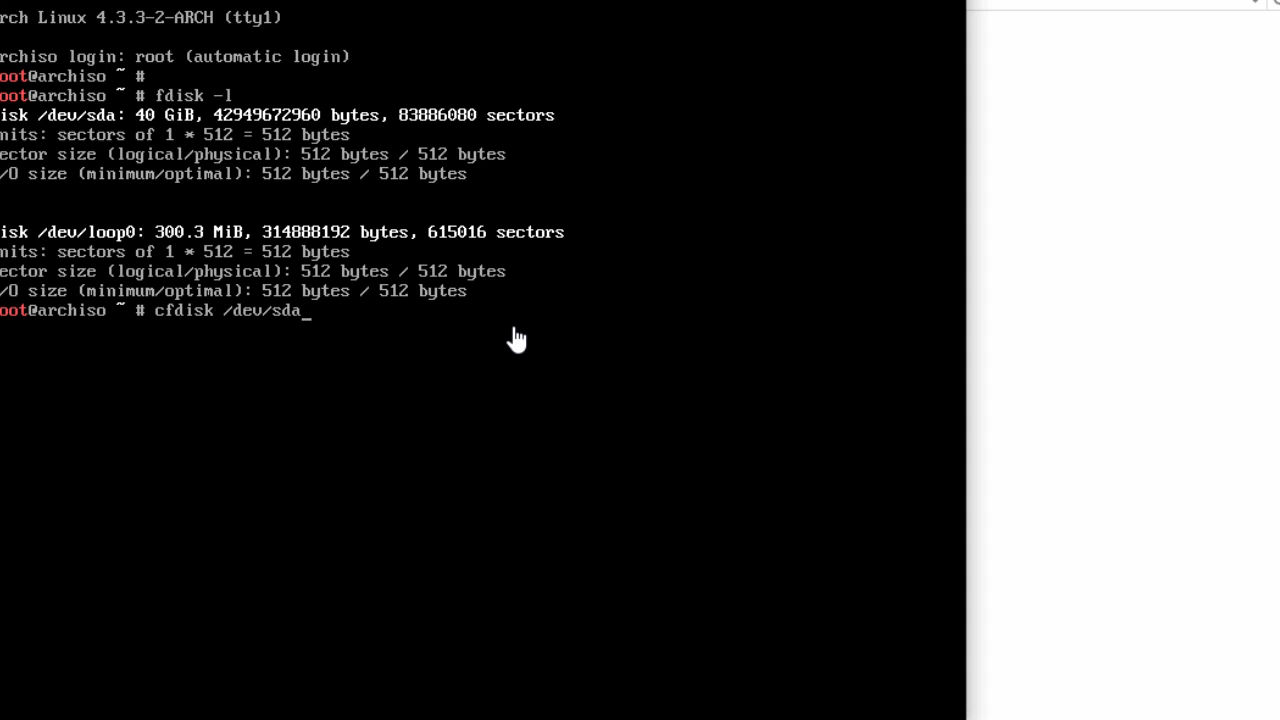 rch Linux 4.3.3-2-ARCH (tty1)
rchiso login: root (automatic login)
oot@archiso ~ #
oot@archiso ~ # fdisk -l
isk /dev/sda: 40 GiB, 42949672960 bytes, 83886080 sectors
nits: sectors of 1 * 512 = 512 bytes
ector size (logical/physical): 512 bytes / 512 bytes
/O size (minimum/optimal): 512 bytes / 512 bytes
isk /dev/loop0: 300.3 MiB, 314888192 bytes, 615016 sectors
nits: sectors of 1 * 512 = 512 bytes
ector size (logical/physical): 512 bytes / 512 bytes
/O size (minimum/optimal): 512 bytes / 512 bytes
oot@archiso ~ # cfdisk /dev/sda_